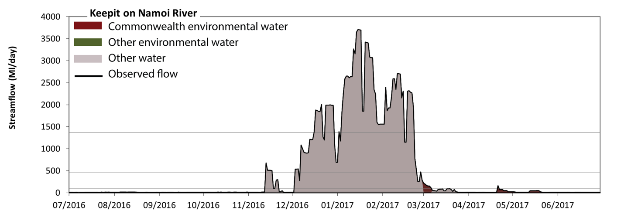 Keepit on Namoi River
Commonwealth environmental water
Other environmental water
Other water
Observed flow
Streamflow (Ml/day)
4000
3500
3000
2500
2000
1500
1000
500
0
07/2016 08/2016 09/2016 10/2016 11/2016 12/2016 01/2017 02/2017 03/2017 04/2017 05/2017 06/2017